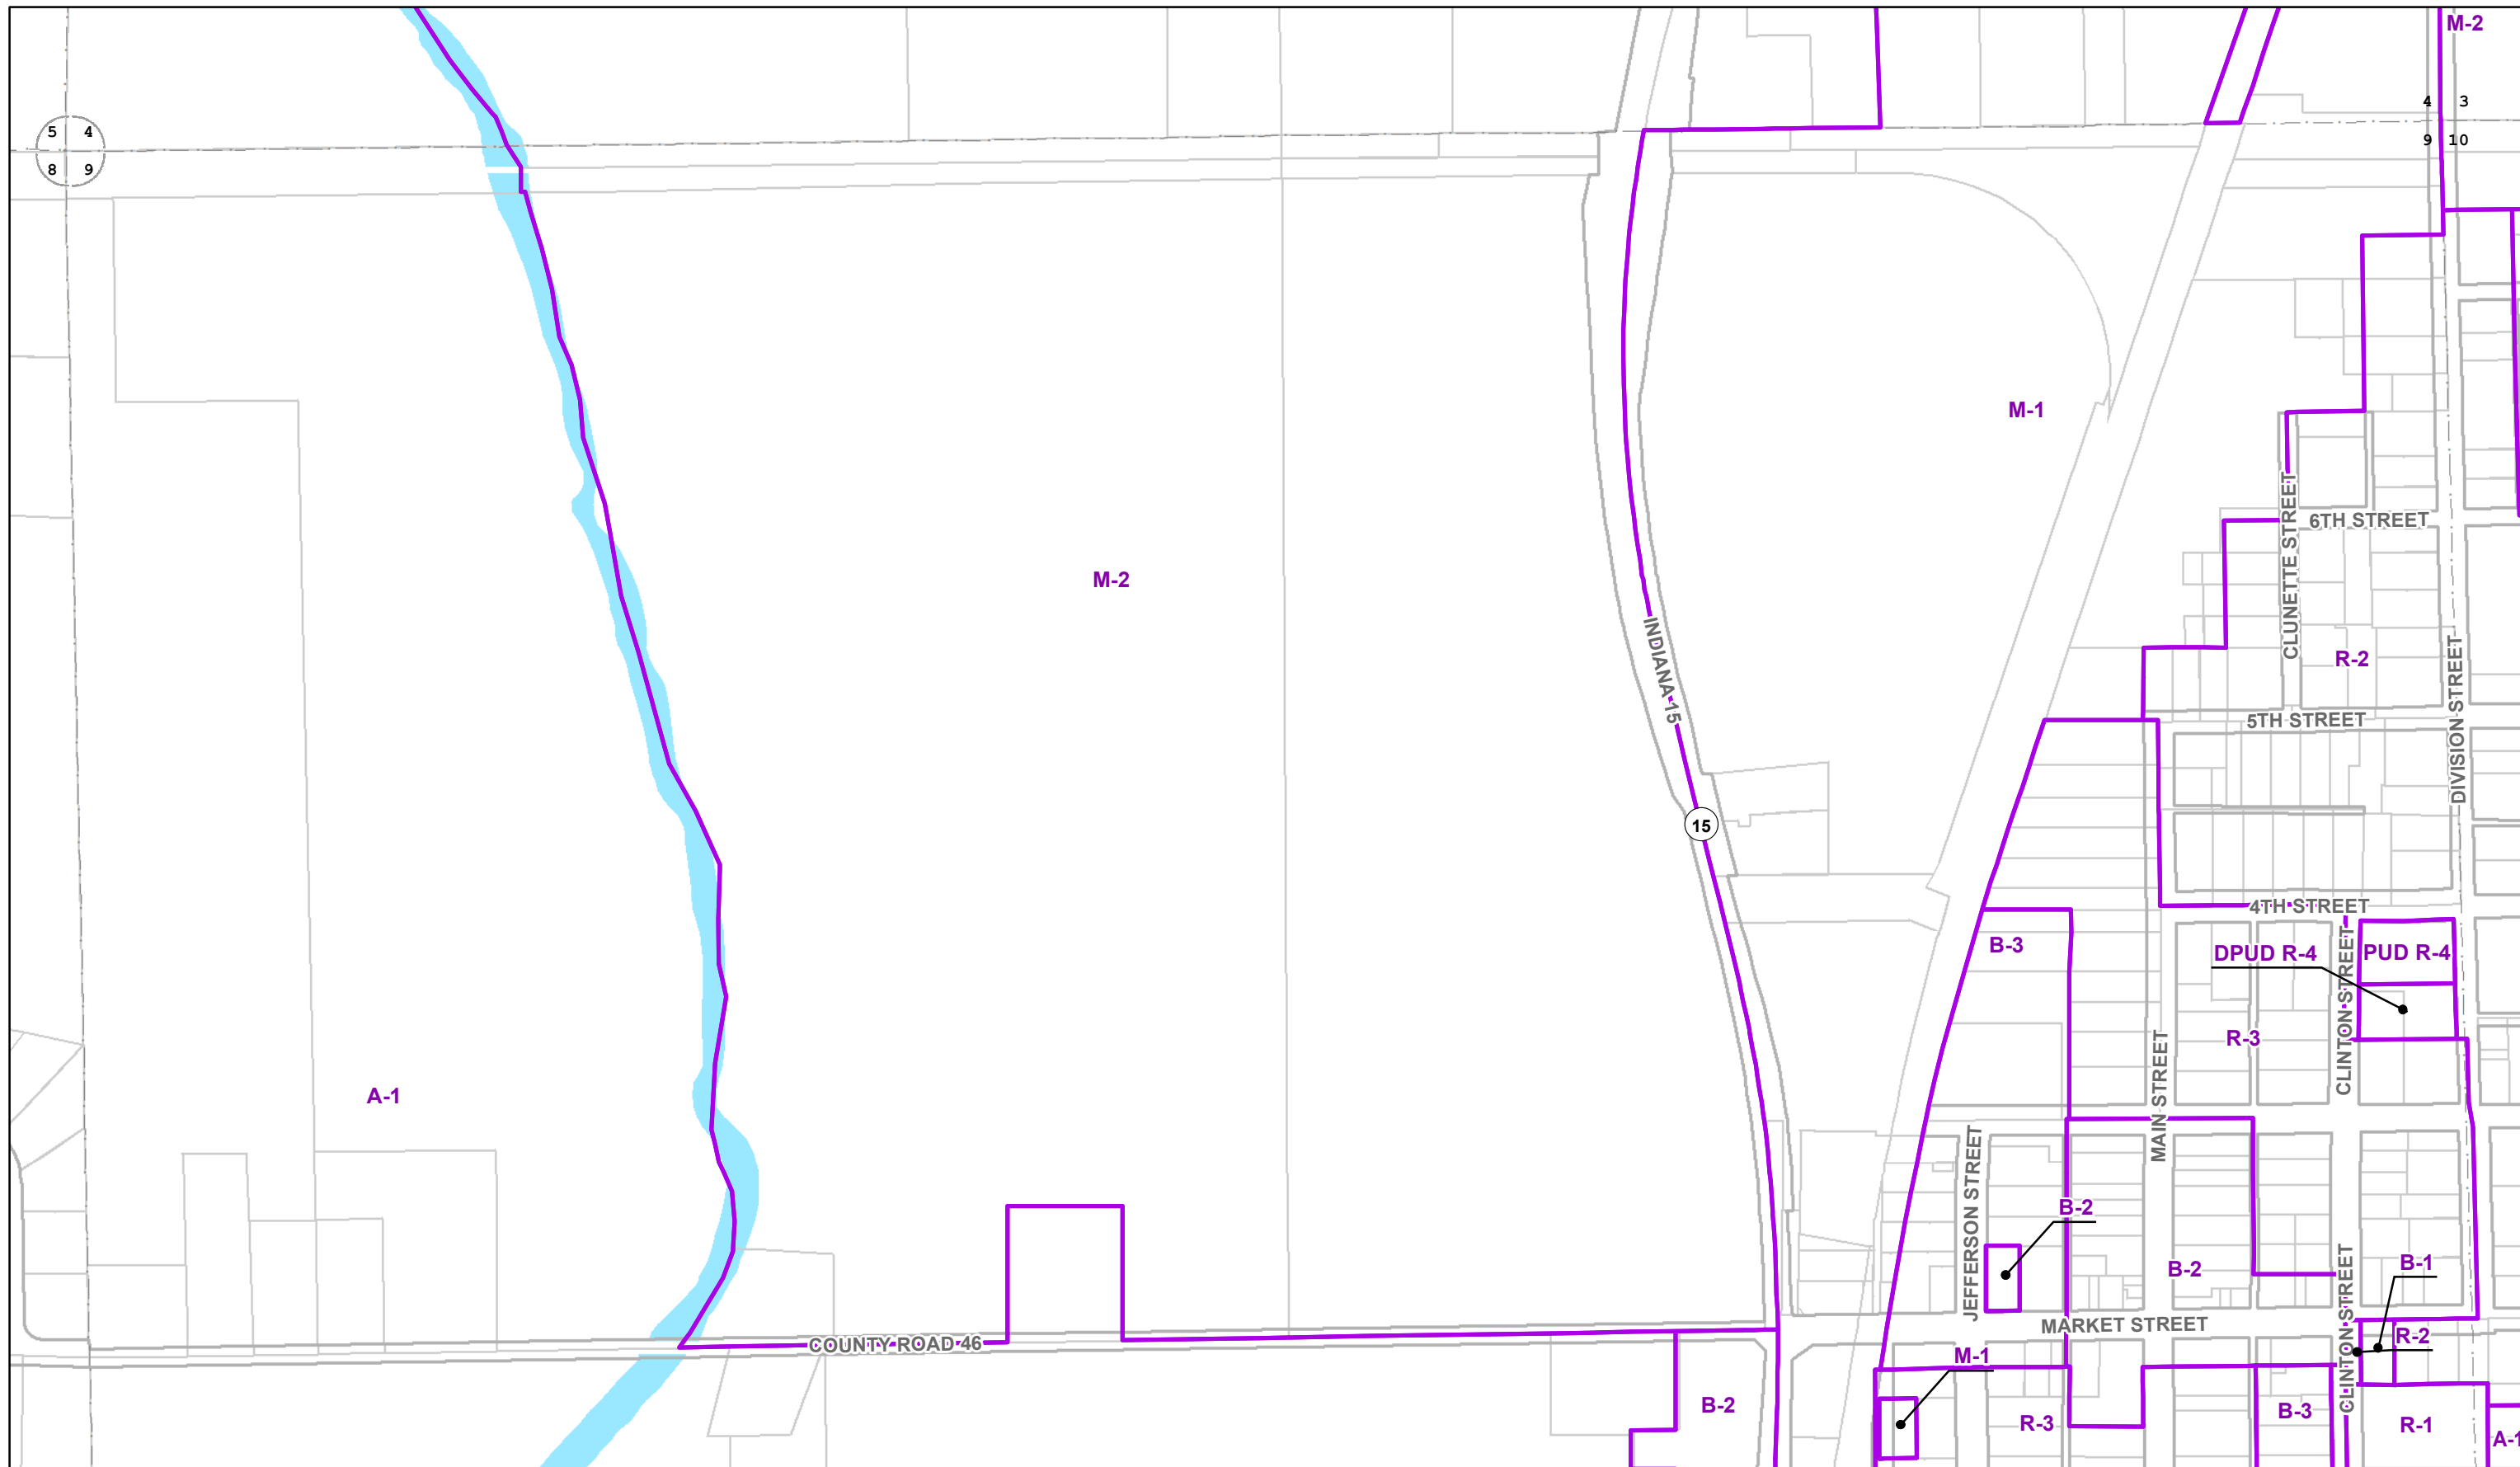 M-2
4 3
9 10
5 4
8 9
M-1
CLUNETTE STREET
6TH STREET
M-2
INDIANA 15
R-2
DIVISION STREET
5TH STREET
15
4TH STREET
B-3
DPUD R-4
PUD R-4
CLINTON STREET
R-3
MAIN STREET
A-1
JEFFERSON STREET
B-2
B-2
B-1
CLINTON STREET
MARKET STREET
R-2
COUNTY ROAD 46
M-1
B-2
R-3
B-3
R-1
A-1